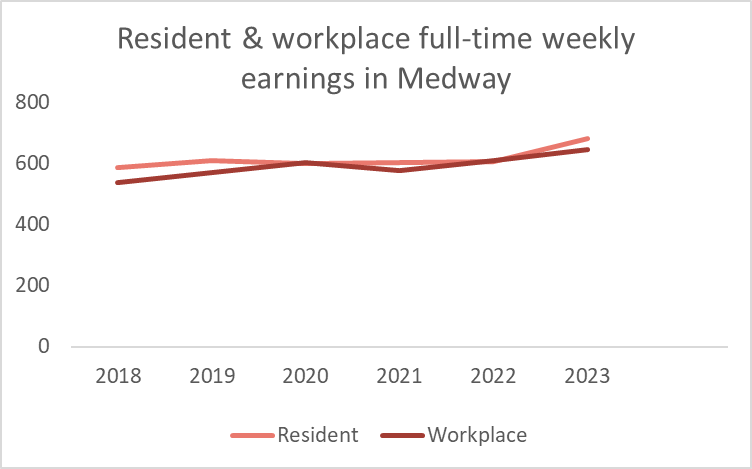 Resident & workplace full-time weekly
earnings in Medway
800
600
400
200
0
2018 2019 2020 2021 2022 2023
Resident Workplace